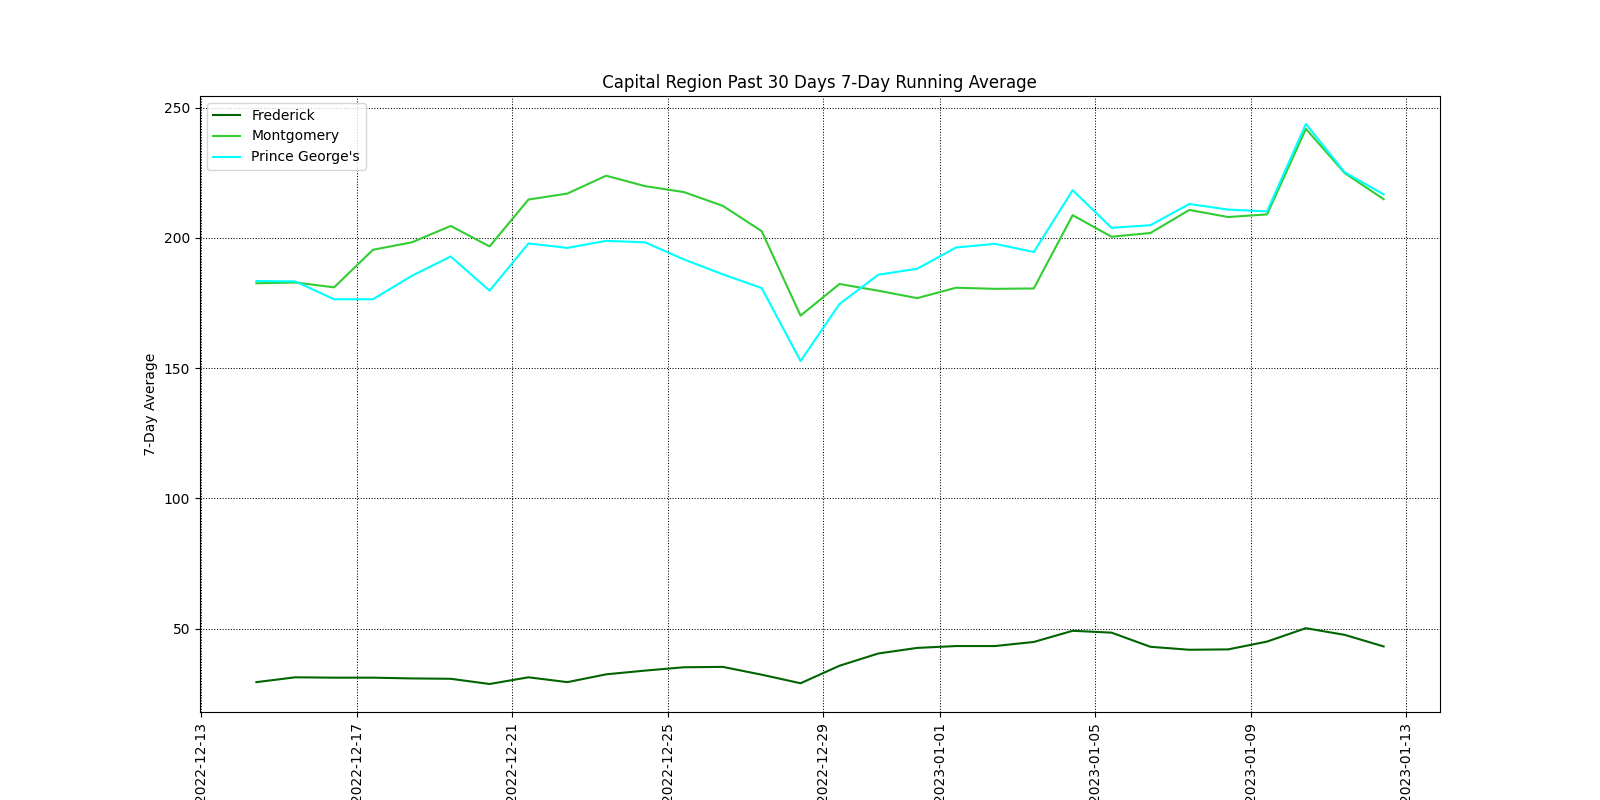 Capital Region Past 30 Days 7-Day Running Average
Frederick
Montgomery
Prince George's
7-Day Average
250
200
150
100
50
2022-12-13
2022-12-17
2022-12-21
2022-12-25
2022-12-29
2023-01-01
2023-01-05
2023-01-09
2023-01-13